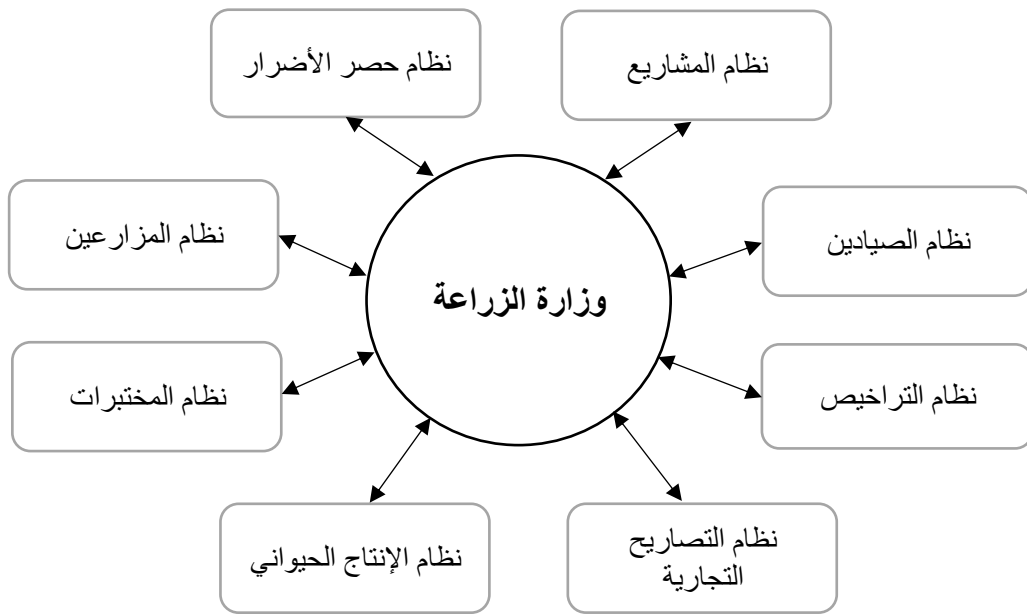 نظام المشاريع
نظام حصر الأضرار
نظام الصيادين
نظام المزارعين
وزارة الزراعة
نظام التراخيص
نظام المختبرات
نظام التصاريح
التجارية
نظام الإنتاج الحيواني